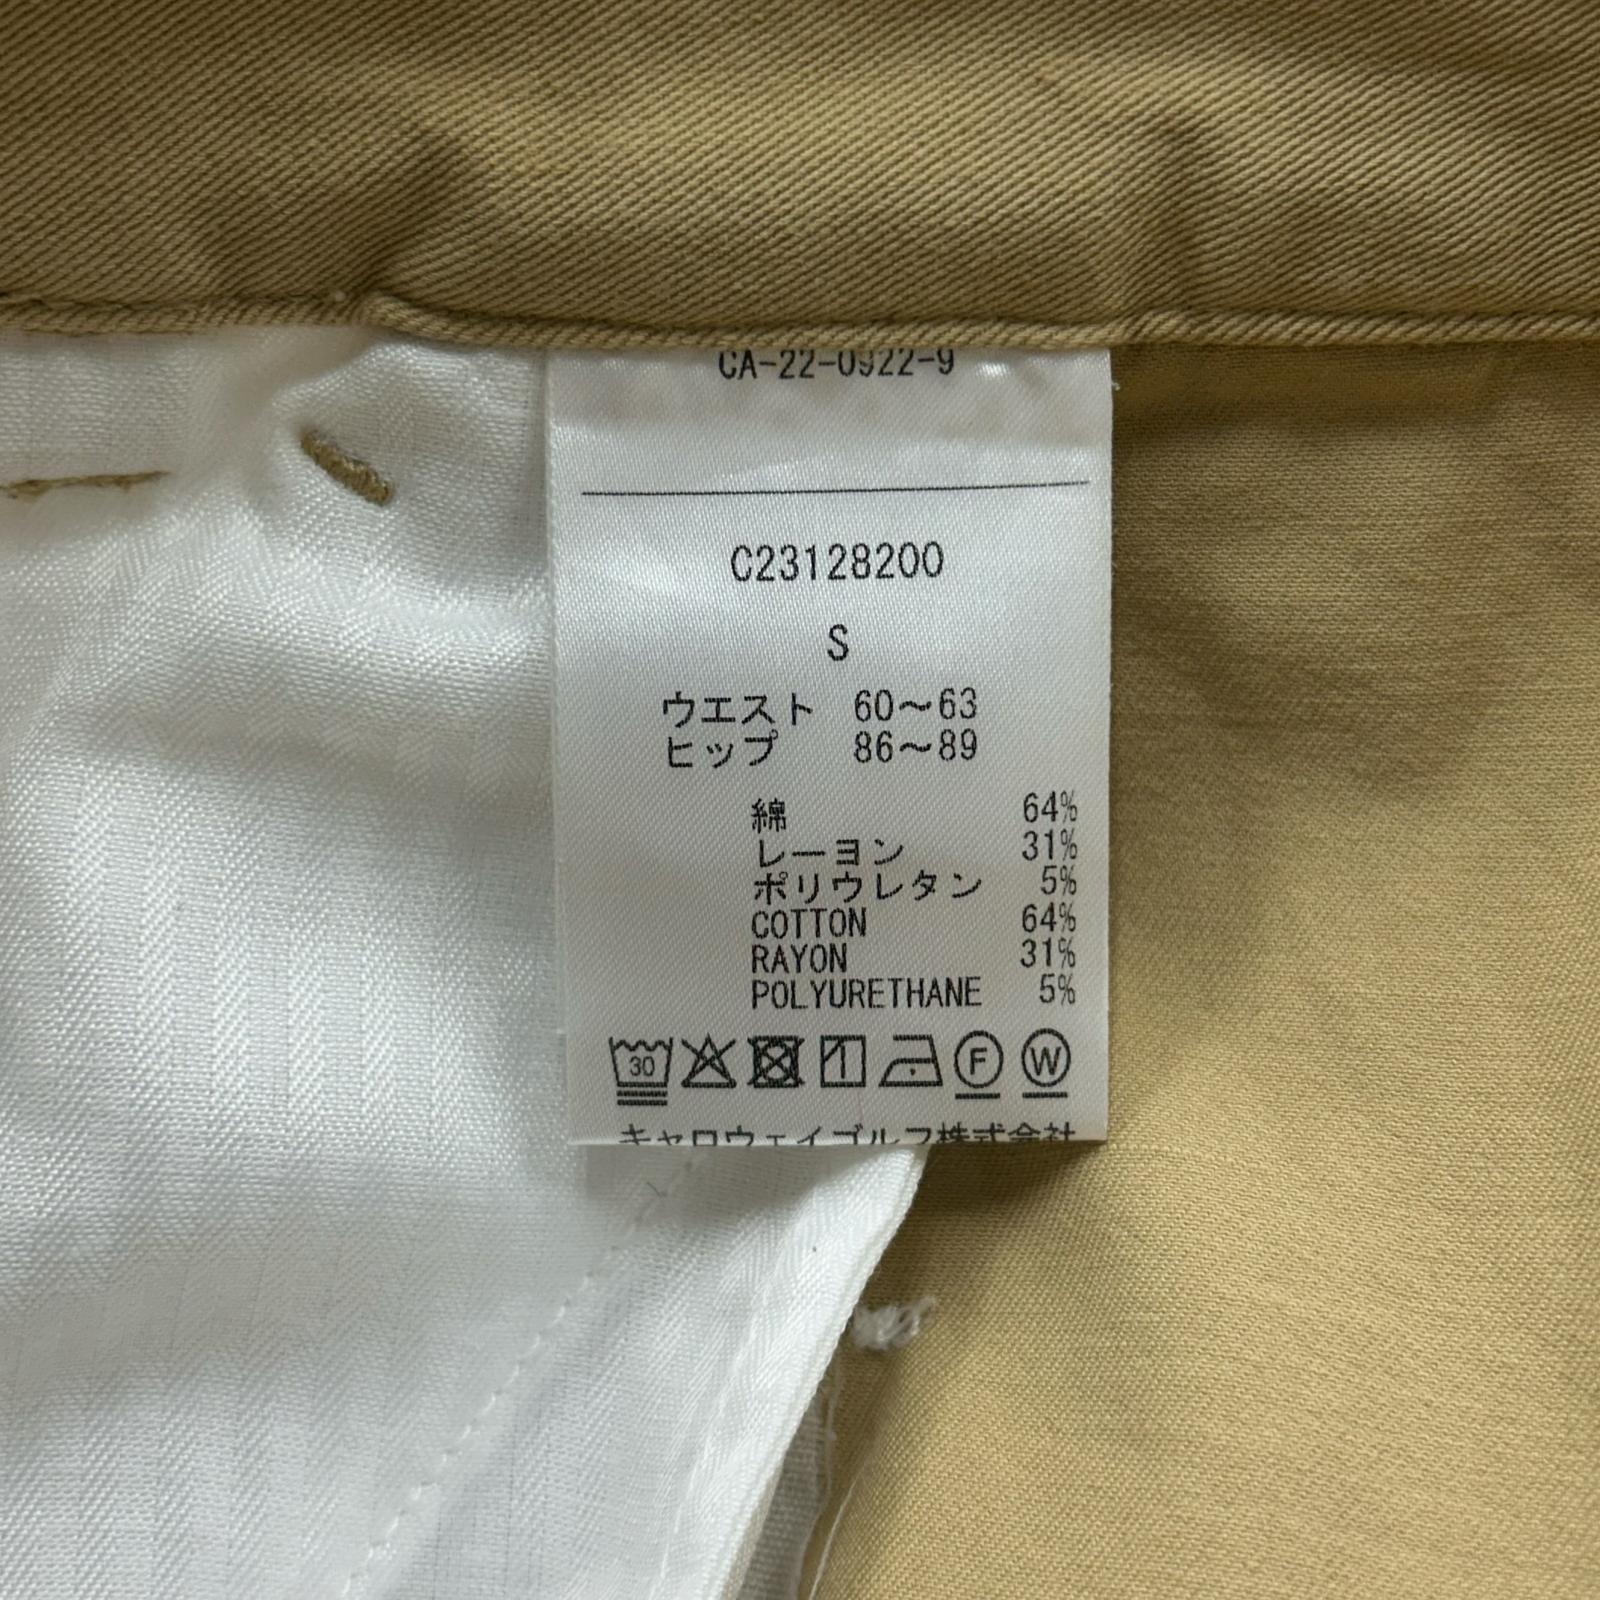 CA-22-0922-9
C23128200
S
ウエスト 60～63
ヒップ 86～89
綿 64%
レーヨン 31%
ポリウレタン 5%
COTTON 64%
RAYON 31%
POLYURETHANE 5%
30 F W
キャロウェイゴルフ株式会社